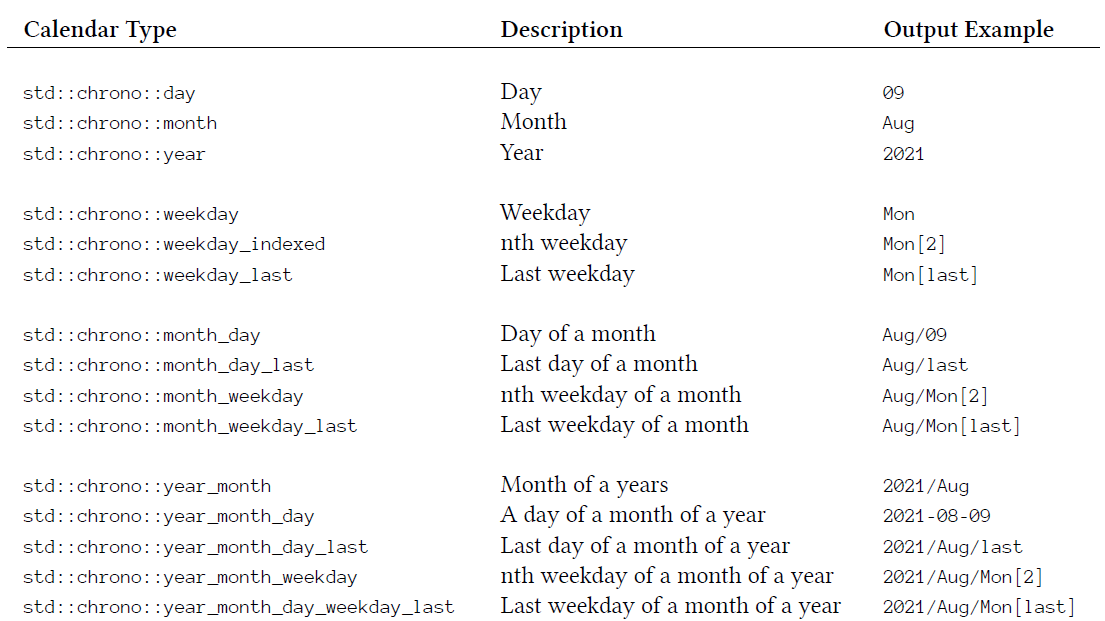 Calendar Type Description Output Example
std::chrono::day Day 09
std::chrono::month Month Aug
std::chrono::year Year 2021
std::chrono::weekday Weekday Mon
std::chrono::weekday_indexed nth weekday Mon[2]
std::chrono::weekday_last Last weekday Mon[last]
std::chrono::month_day Day of a month Aug/09
std::chrono::month_day_last Last day of a month Aug/last
std::chrono::month_weekday nth weekday of a month Aug/Mon[2]
std::chrono::month_weekday_last Last weekday of a month Aug/Mon[last]
std::chrono::year_month Month of a years 2021/Aug
std::chrono::year_month_day A day of a month of a year 2021-08-09
std::chrono::year_month_day_last Last day of a month of a year 2021/Aug/last
std::chrono::year_month_weekday nth weekday of a month of a year 2021/Aug/Mon[2]
std::chrono::year_month_day_weekday_last Last weekday of a month of a year 2021/Aug/Mon[last]